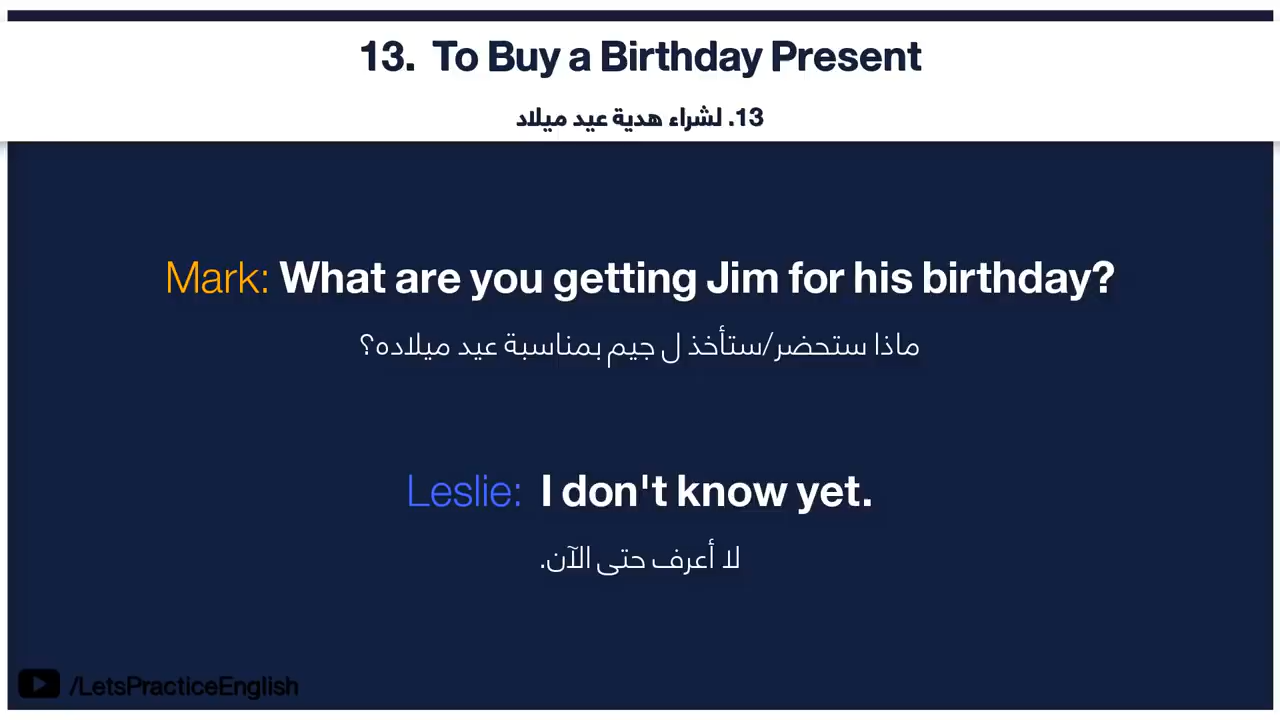 13. To Buy a Birthday Present
13. لشراء هدية عيد ميلاد
Mark: What are you getting Jim for his birthday?
ماذا ستحضر/ستأخذ ل جيم بمناسبة عيد ميلاده؟
Leslie: I don't know yet.
لا أعرف حتى الآن.
/LetsPracticeEnglish